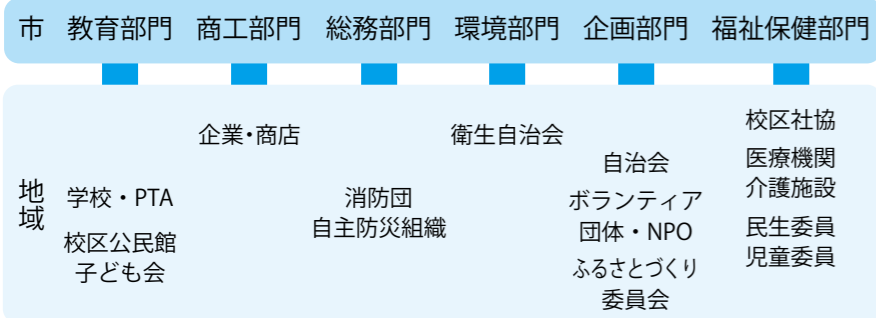 市 教育部門 商工部門 総務部門 環境部門 企画部門 福祉保健部門
地域
学校・PTA
校区公民館
子ども会
企業・商店
消防団
自主防災組織
衛生自治会
自治会
ボランティア
団体・NPO
ふるさとづくり
委員会
校区社協
医療機関
介護施設
民生委員
児童委員